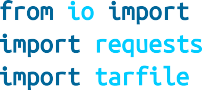 from io import
import requests
import tarfile